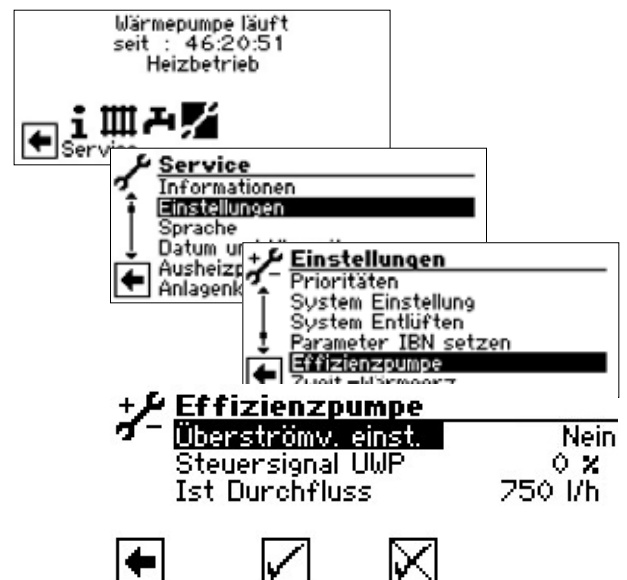 Wärmepumpe läuft
seit : 46:20:51
Heizbetrieb
Service
Informationen
Einstellungen
Sprache
Datum
Einstellungen
Prioritäten
System Einstellung
System Entlüften
Parameter IBN setzen
Effizienzpumpe
Effizienzpumpe
Überströmv. einst. Nein
Steuersignal UWP 0 %
Ist Durchfluss 750 l/h